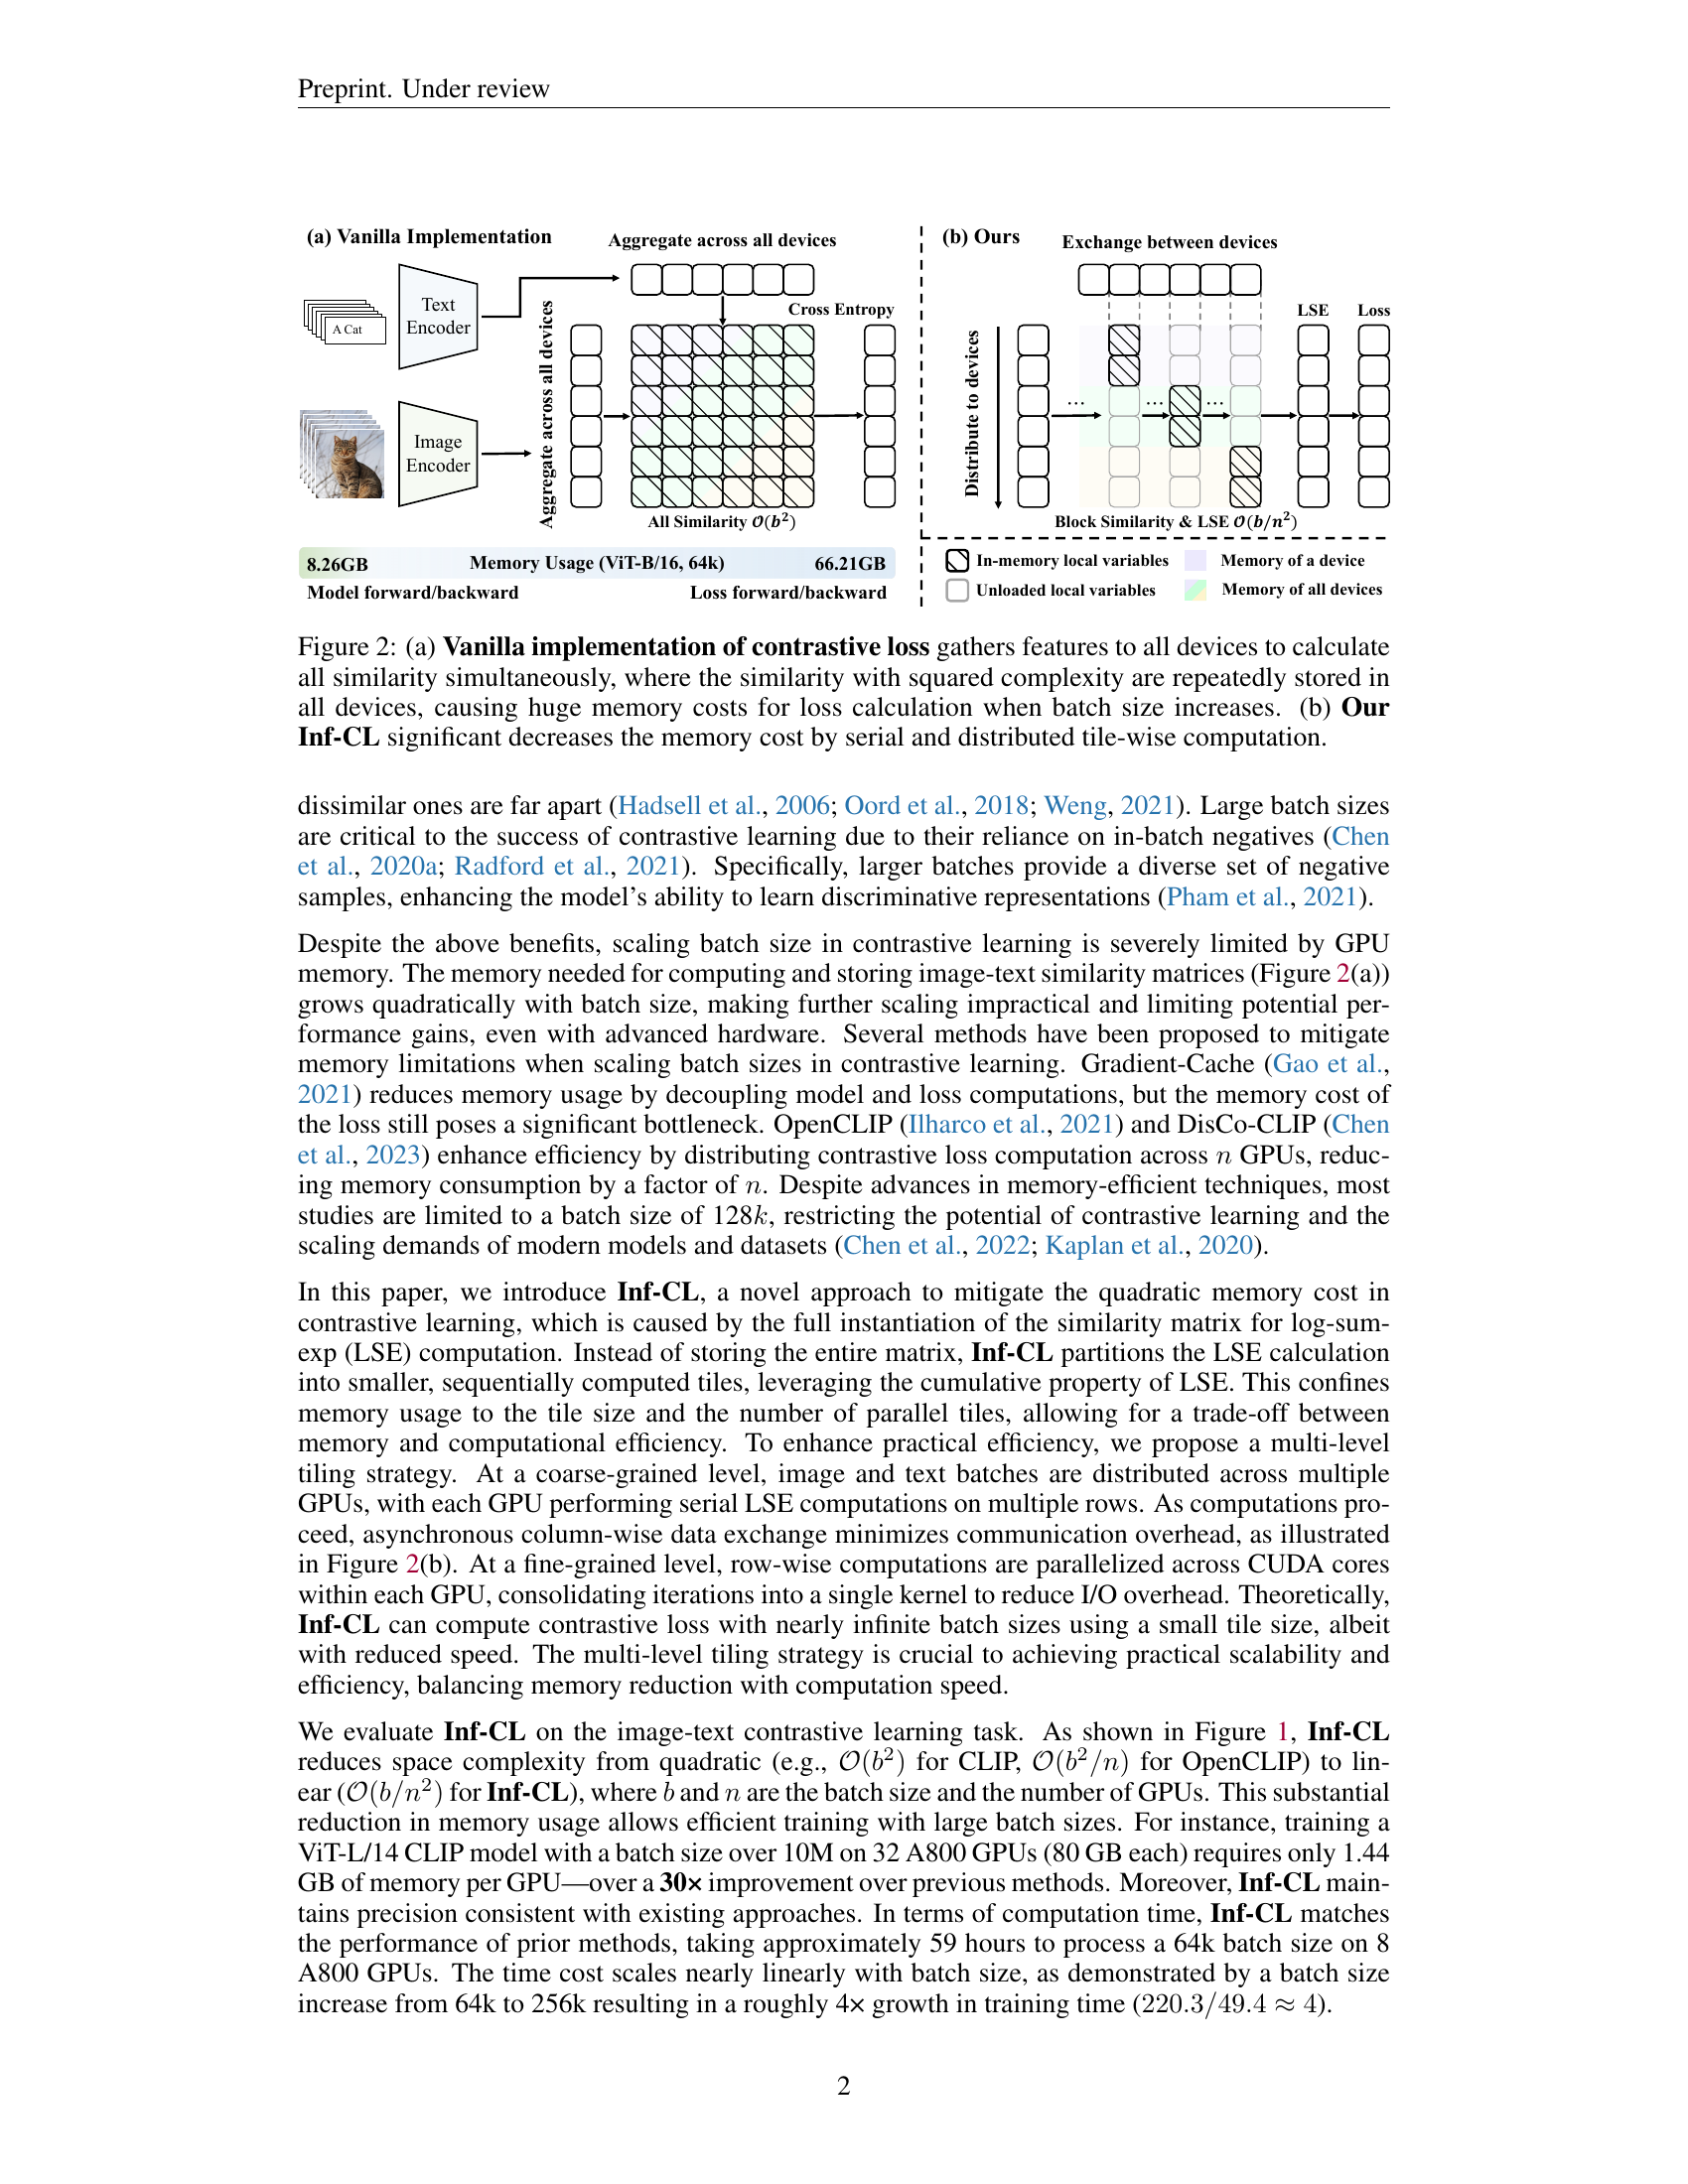 Preprint. Under review
(a) Vanilla Implementation
Aggregate across all devices
Text
Encoder
A Cat
Cross Entropy
Aggregate across all devices
Image
Encoder
All Similarity 𝒪(b²)
8.26GB
Memory Usage (ViT-B/16, 64k)
66.21GB
Model forward/backward
Loss forward/backward
(b) Ours
Exchange between devices
LSE
Loss
Distribute to devices
...
...
...
Block Similarity & LSE 𝒪(b/n²)
In-memory local variables
Memory of a device
Unloaded local variables
Memory of all devices
Figure 2: (a) Vanilla implementation of contrastive loss gathers features to all devices to calculate
all similarity simultaneously, where the similarity with squared complexity are repeatedly stored in
all devices, causing huge memory costs for loss calculation when batch size increases. (b) Our
Inf-CL significant decreases the memory cost by serial and distributed tile-wise computation.
dissimilar ones are far apart (Hadsell et al., 2006; Oord et al., 2018; Weng, 2021). Large batch sizes
are critical to the success of contrastive learning due to their reliance on in-batch negatives (Chen
et al., 2020a; Radford et al., 2021). Specifically, larger batches provide a diverse set of negative
samples, enhancing the model's ability to learn discriminative representations (Pham et al., 2021).
Despite the above benefits, scaling batch size in contrastive learning is severely limited by GPU
memory. The memory needed for computing and storing image-text similarity matrices (Figure 2(a))
grows quadratically with batch size, making further scaling impractical and limiting potential per-
formance gains, even with advanced hardware. Several methods have been proposed to mitigate
memory limitations when scaling batch sizes in contrastive learning. Gradient-Cache (Gao et al.,
2021) reduces memory usage by decoupling model and loss computations, but the memory cost of
the loss still poses a significant bottleneck. OpenCLIP (Ilharco et al., 2021) and DisCo-CLIP (Chen
et al., 2023) enhance efficiency by distributing contrastive loss computation across n GPUs, reduc-
ing memory consumption by a factor of n. Despite advances in memory-efficient techniques, most
studies are limited to a batch size of 128k, restricting the potential of contrastive learning and the
scaling demands of modern models and datasets (Chen et al., 2022; Kaplan et al., 2020).
In this paper, we introduce Inf-CL, a novel approach to mitigate the quadratic memory cost in
contrastive learning, which is caused by the full instantiation of the similarity matrix for log-sum-
exp (LSE) computation. Instead of storing the entire matrix, Inf-CL partitions the LSE calculation
into smaller, sequentially computed tiles, leveraging the cumulative property of LSE. This confines
memory usage to the tile size and the number of parallel tiles, allowing for a trade-off between
memory and computational efficiency. To enhance practical efficiency, we propose a multi-level
tiling strategy. At a coarse-grained level, image and text batches are distributed across multiple
GPUs, with each GPU performing serial LSE computations on multiple rows. As computations pro-
ceed, asynchronous column-wise data exchange minimizes communication overhead, as illustrated
in Figure 2(b). At a fine-grained level, row-wise computations are parallelized across CUDA cores
within each GPU, consolidating iterations into a single kernel to reduce I/O overhead. Theoretically,
Inf-CL can compute contrastive loss with nearly infinite batch sizes using a small tile size, albeit
with reduced speed. The multi-level tiling strategy is crucial to achieving practical scalability and
efficiency, balancing memory reduction with computation speed.
We evaluate Inf-CL on the image-text contrastive learning task. As shown in Figure 1, Inf-CL
reduces space complexity from quadratic (e.g., 𝒪(b²) for CLIP, 𝒪(b²/n) for OpenCLIP) to lin-
ear (𝒪(b/n²) for Inf-CL), where b and n are the batch size and the number of GPUs. This substantial
reduction in memory usage allows efficient training with large batch sizes. For instance, training a
ViT-L/14 CLIP model with a batch size over 10M on 32 A800 GPUs (80 GB each) requires only 1.44
GB of memory per GPU—over a 30× improvement over previous methods. Moreover, Inf-CL main-
tains precision consistent with existing approaches. In terms of computation time, Inf-CL matches
the performance of prior methods, taking approximately 59 hours to process a 64k batch size on 8
A800 GPUs. The time cost scales nearly linearly with batch size, as demonstrated by a batch size
increase from 64k to 256k resulting in a roughly 4× growth in training time (220.3/49.4 ≈ 4).
2